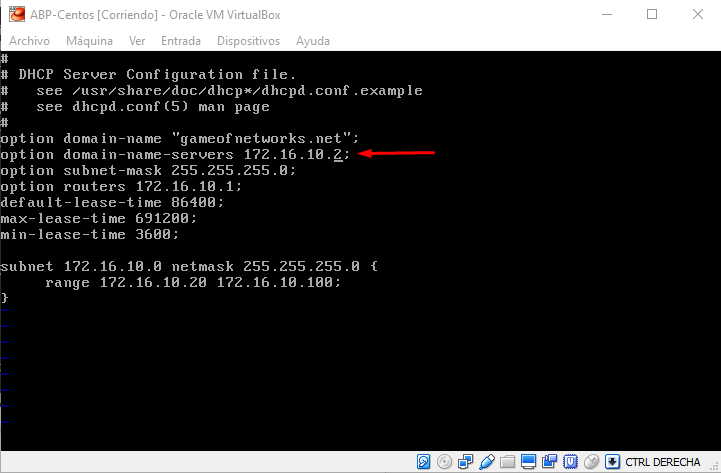 ABP-Centos [Corriendo] - Oracle VM VirtualBox
Archivo Máquina Ver Entrada Dispositivos Ayuda
#
# DHCP Server Configuration file.
#   see /usr/share/doc/dhcp*/dhcpd.conf.example
#   see dhcpd.conf(5) man page
#
option domain-name "gameofnetworks.net";
option domain-name-servers 172.16.10.2;
option subnet-mask 255.255.255.0;
option routers 172.16.10.1;
default-lease-time 86400;
max-lease-time 691200;
min-lease-time 3600;
subnet 172.16.10.0 netmask 255.255.255.0 {
     range 172.16.10.20 172.16.10.100;
}
~
~
~
~
~
~
~
~
CTRL DERECHA